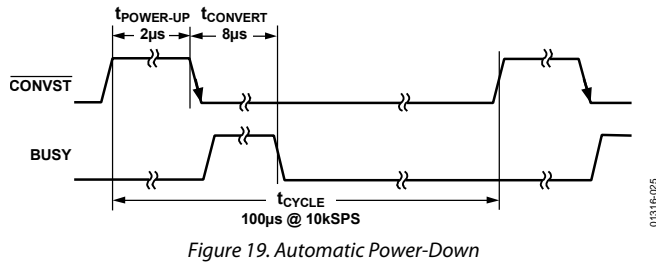 tPOWER-UP tCONVERT
2µs 8µs
CONVST
BUSY
tCYCLE
100µs @ 10kSPS
01316-025
Figure 19. Automatic Power-Down